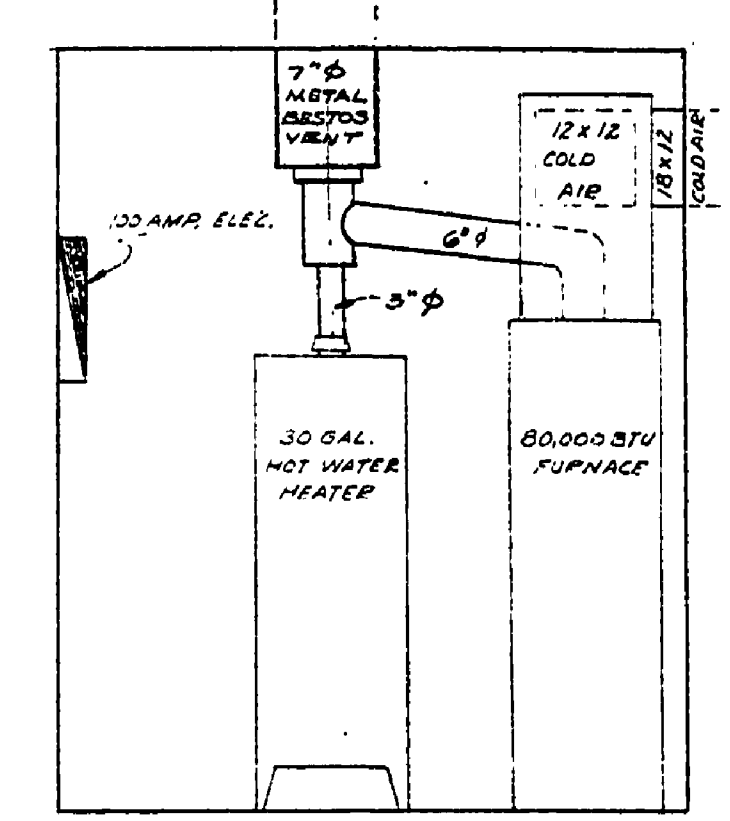 7" Φ
METAL
BESTOS
VENT
12 x 12
COLD
AIR
18 x 12
COLD AIR
100 AMP. ELEC.
6" Φ
3" Φ
30 GAL.
HOT WATER
HEATER
80,000 BTU
FURNACE